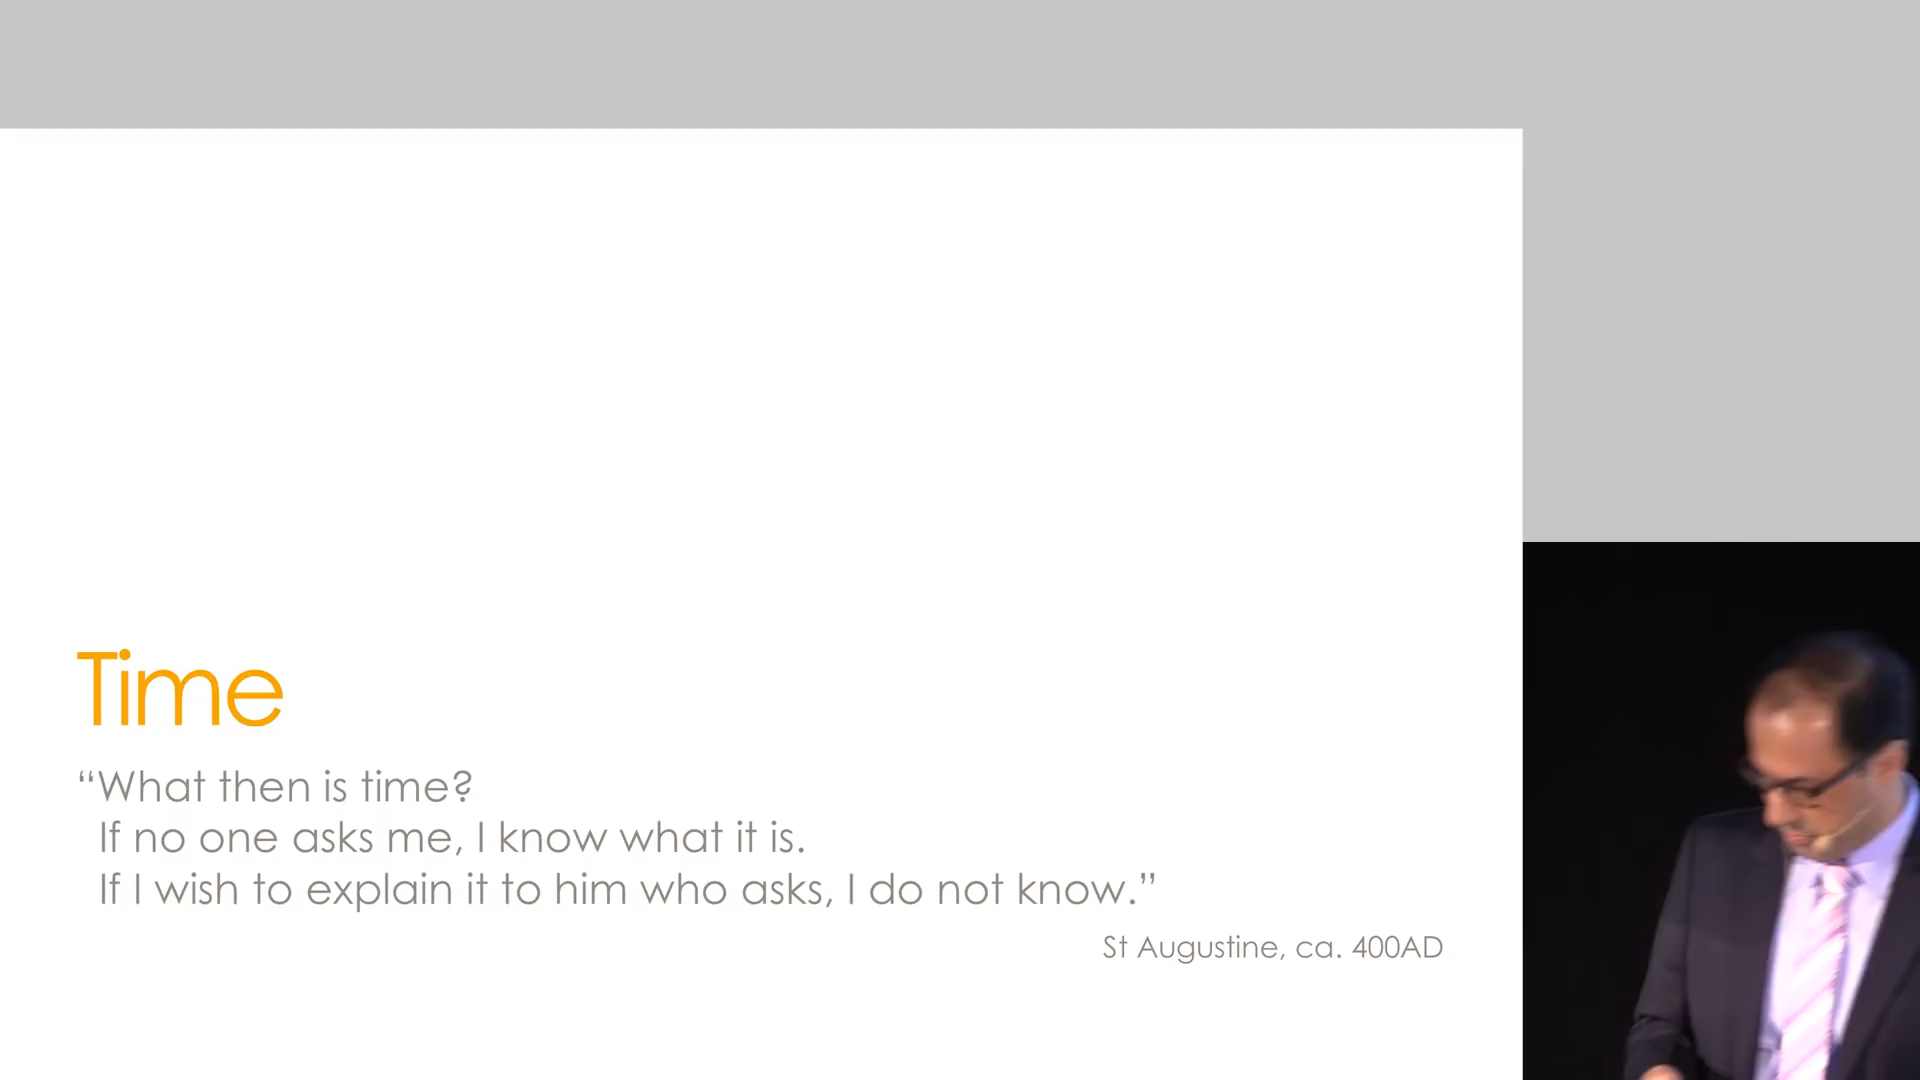 Time
“What then is time?
If no one asks me, I know what it is.
If I wish to explain it to him who asks, I do not know.”
St Augustine, ca. 400AD